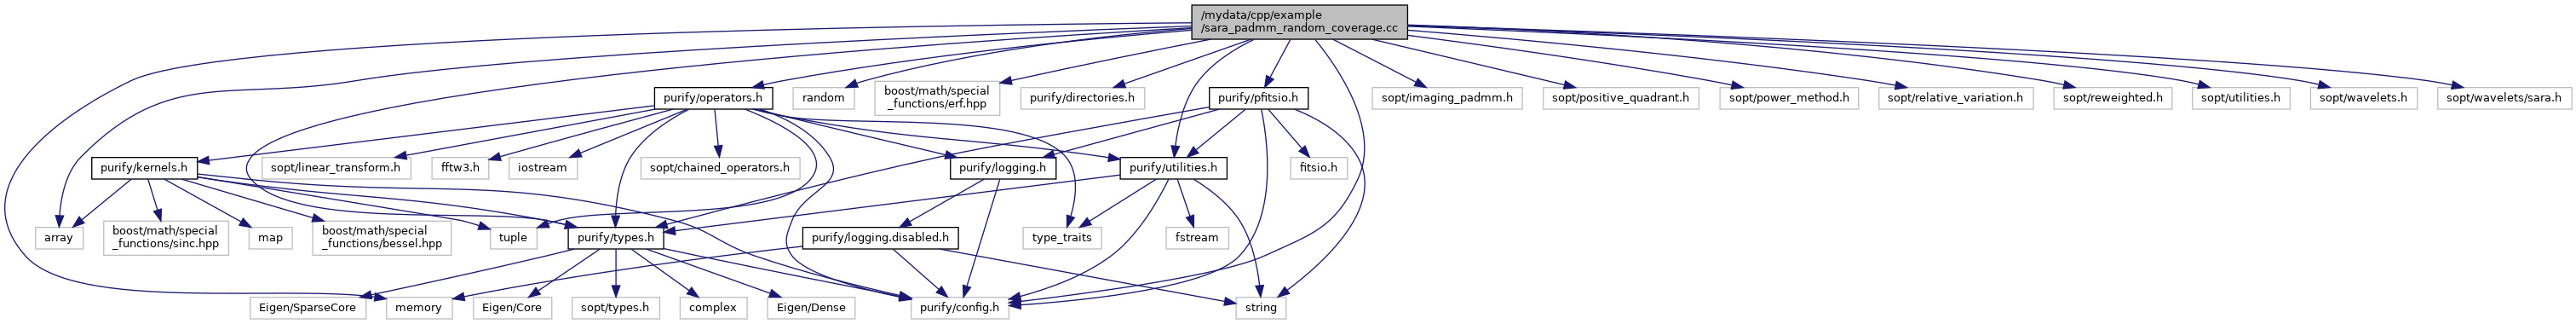 /mydata/cpp/example
/sara_padmm_random_coverage.cc
purify/operators.h
random
boost/math/special
_functions/erf.hpp
purify/directories.h
purify/pfitsio.h
sopt/imaging_padmm.h
sopt/positive_quadrant.h
sopt/power_method.h
sopt/relative_variation.h
sopt/reweighted.h
sopt/utilities.h
sopt/wavelets.h
sopt/wavelets/sara.h
purify/kernels.h
sopt/linear_transform.h
fftw3.h
iostream
sopt/chained_operators.h
purify/logging.h
purify/utilities.h
fitsio.h
array
boost/math/special
_functions/sinc.hpp
map
boost/math/special
_functions/bessel.hpp
tuple
purify/types.h
purify/logging.disabled.h
type_traits
fstream
Eigen/SparseCore
memory
Eigen/Core
sopt/types.h
complex
Eigen/Dense
purify/config.h
string